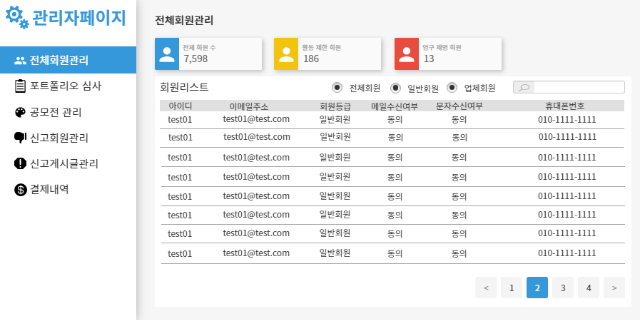 관리자페이지
전체회원관리
포트폴리오 심사
공모전 관리
신고회원관리
신고게시글관리
결제내역
전체회원관리
전체 회원 수
7,598
활동 제한 회원
186
영구 제명 회원
13
회원리스트
전체회원 일반회원 업체회원
아이디 이메일주소 회원등급 메일수신여부 문자수신여부 휴대폰번호
test01 test01@test.com 일반회원 동의 동의 010-1111-1111
test01 test01@test.com 일반회원 동의 동의 010-1111-1111
test01 test01@test.com 일반회원 동의 동의 010-1111-1111
test01 test01@test.com 일반회원 동의 동의 010-1111-1111
test01 test01@test.com 일반회원 동의 동의 010-1111-1111
test01 test01@test.com 일반회원 동의 동의 010-1111-1111
test01 test01@test.com 일반회원 동의 동의 010-1111-1111
test01 test01@test.com 일반회원 동의 동의 010-1111-1111
< 1 2 3 4 >